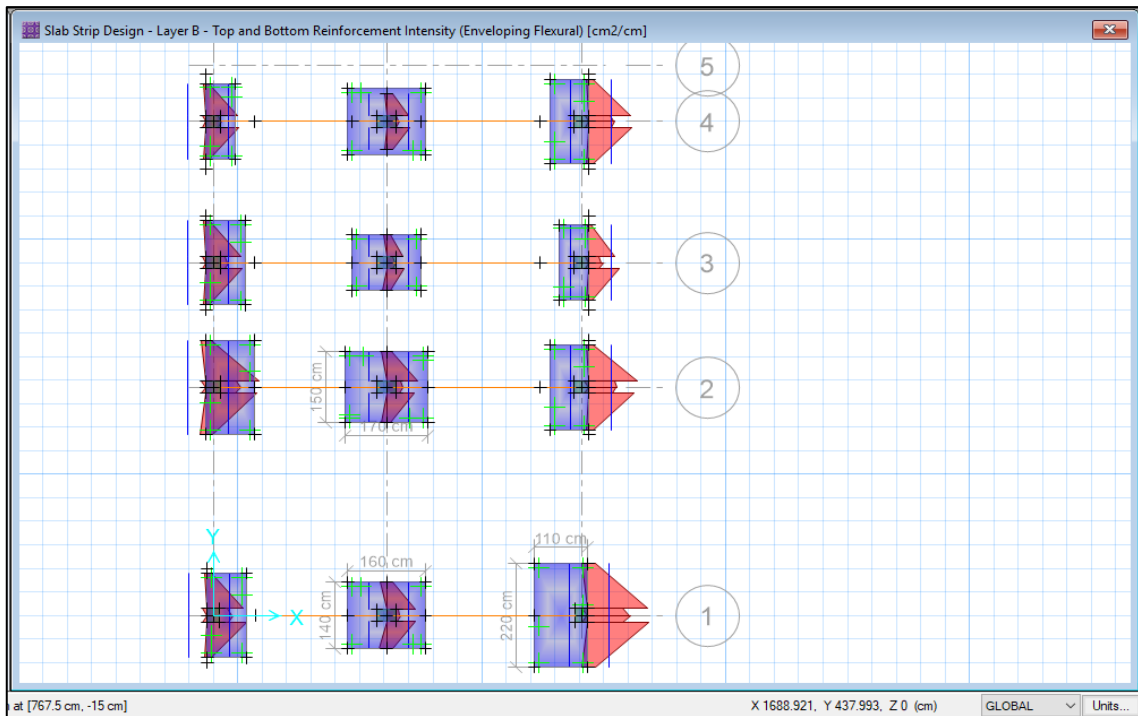 Slab Strip Design - Layer B - Top and Bottom Reinforcement Intensity (Enveloping Flexural) [cm2/cm]
5
4
3
2
150 cm
170 cm
Y
X
160 cm
140 cm
110 cm
220 cm
1
at [767.5 cm, -15 cm]
X 1688.921, Y 437.993, Z 0 (cm)
GLOBAL
Units...